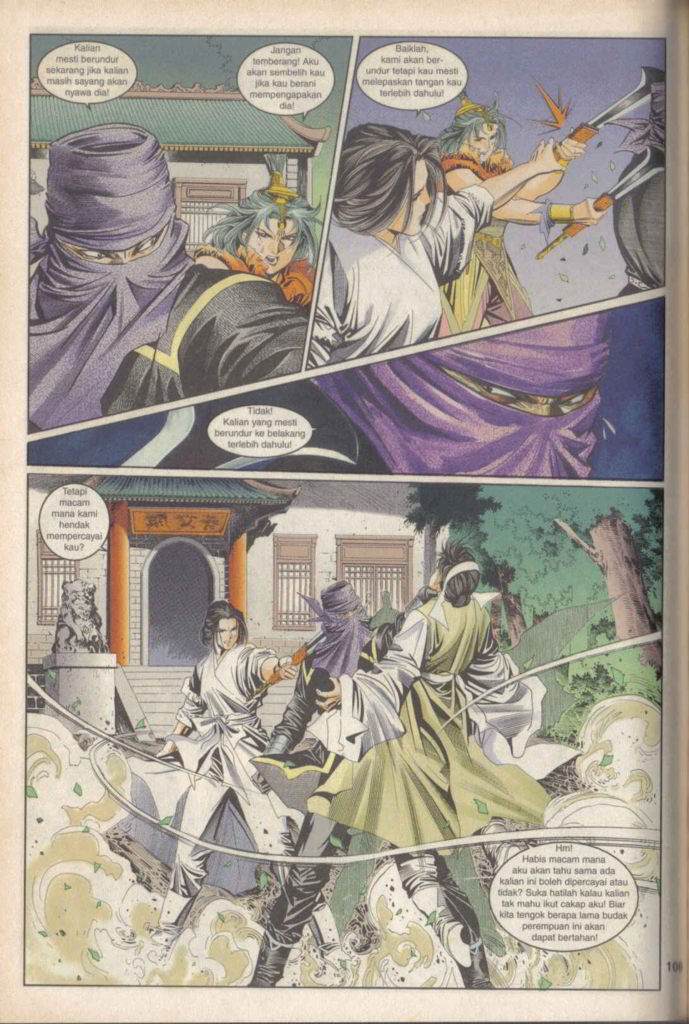 Kalian
mesti berundur
sekarang jika kalian
masih sayang akan
nyawa dia!
Jangan
temberang! Aku
akan sembelih kau
jika kau berani
mempengapakan
dia!
Baiklah,
kami akan ber-
undur tetapi kau mesti
melepaskan tangan kau
terlebih dahulu!
Tidak!
Kalian yang mesti
berundur ke belakang
terlebih dahulu!
Tetapi
macam
mana kami
hendak
mempercayai
kau?
Hm!
Habis macam mana
aku akan tahu sama ada
kalian ini boleh dipercayai atau
tidak? Suka hatilah kalau kalian
tak mahu ikut cakap aku! Biar
kita tengok berapa lama budak
perempuan ini akan
dapat bertahan!